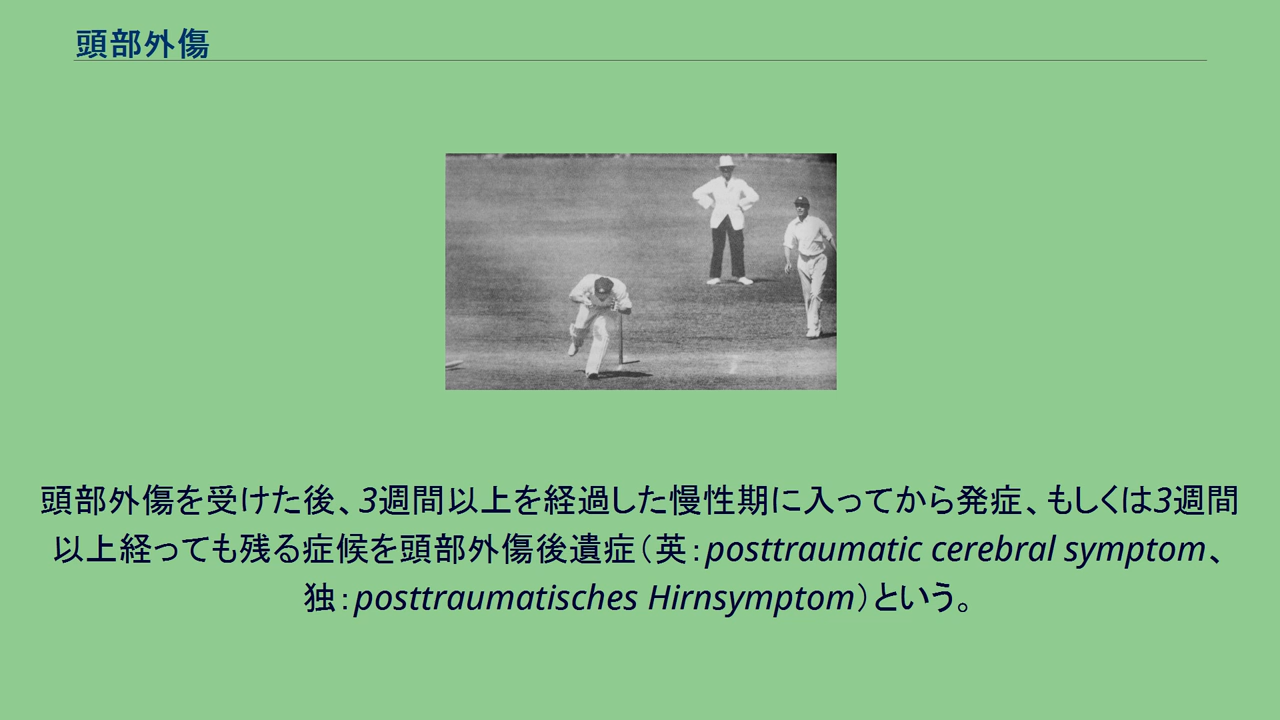 頭部外傷
頭部外傷を受けた後、3週間以上を経過した慢性期に入ってから発症、もしくは3週間
以上経っても残る症候を頭部外傷後遺症（英：posttraumatic cerebral symptom、
独：posttraumatisches Hirnsymptom）という。